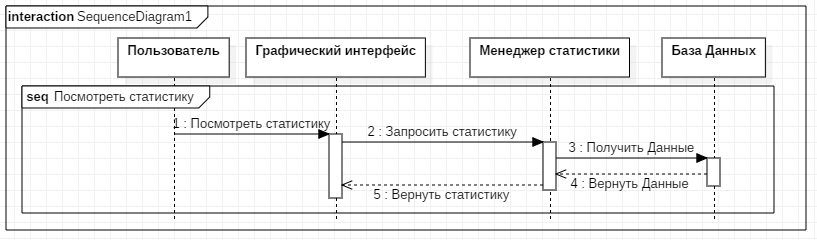 interaction SequenceDiagram1
Пользователь
Графический интерфейс
Менеджер статистики
База Данных
seq Посмотреть статистику
1 : Посмотреть статистику
2 : Запросить статистику
3 : Получить Данные
4 : Вернуть Данные
5 : Вернуть статистику